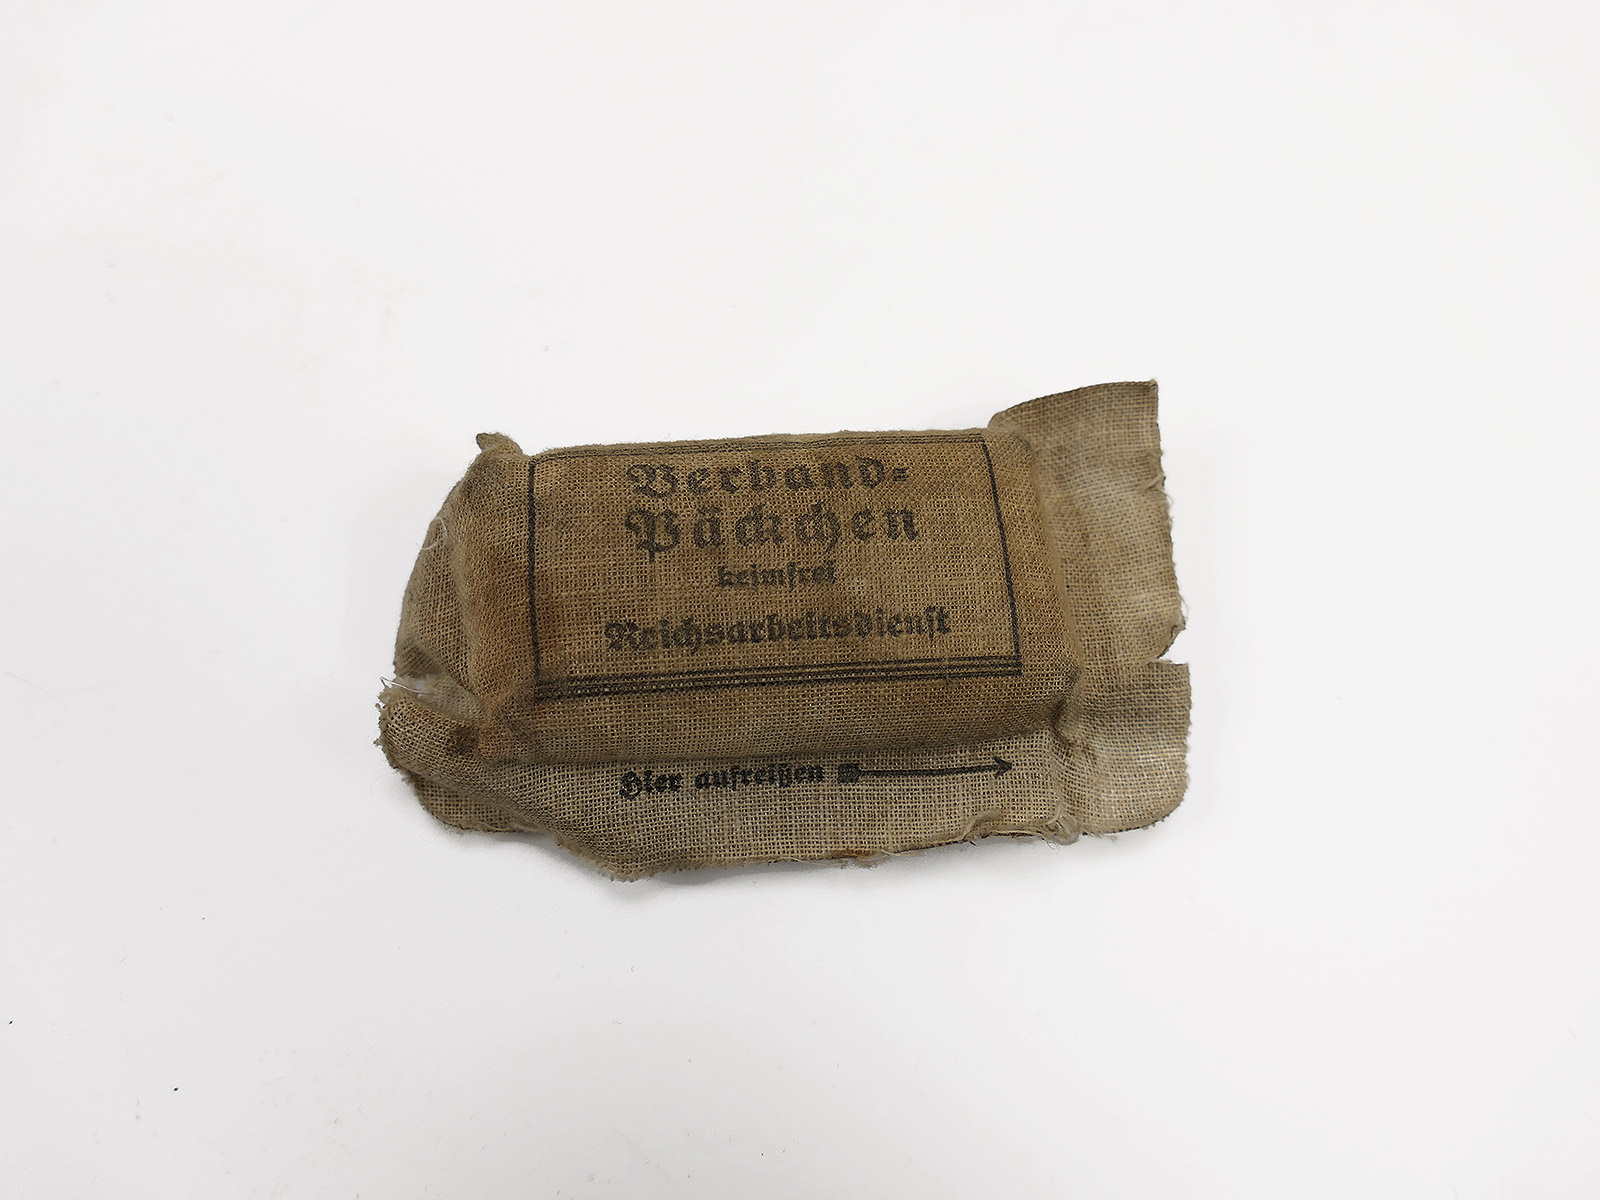 Verband-
Päckchen
keimfrei
Reichsarbeitsdienst
Hier aufreißen